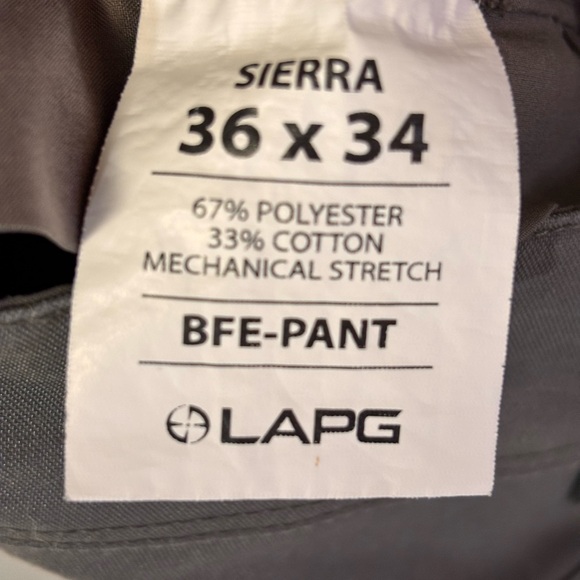 SIERRA
36 x 34
67% POLYESTER
33% COTTON
MECHANICAL STRETCH
BFE-PANT
LAPG